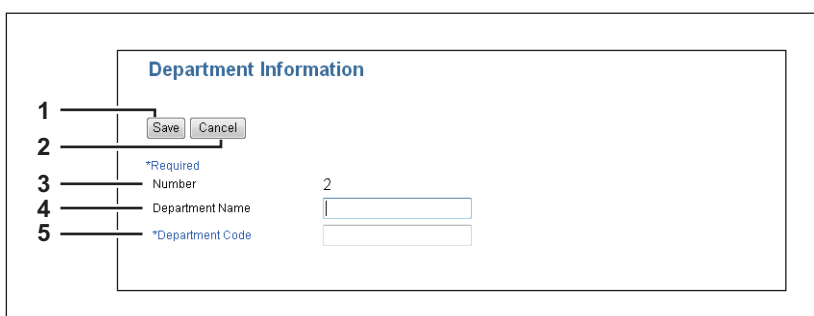 Department Information
1
Save Cancel
2
*Required
3 Number 2
4 Department Name
5 *Department Code